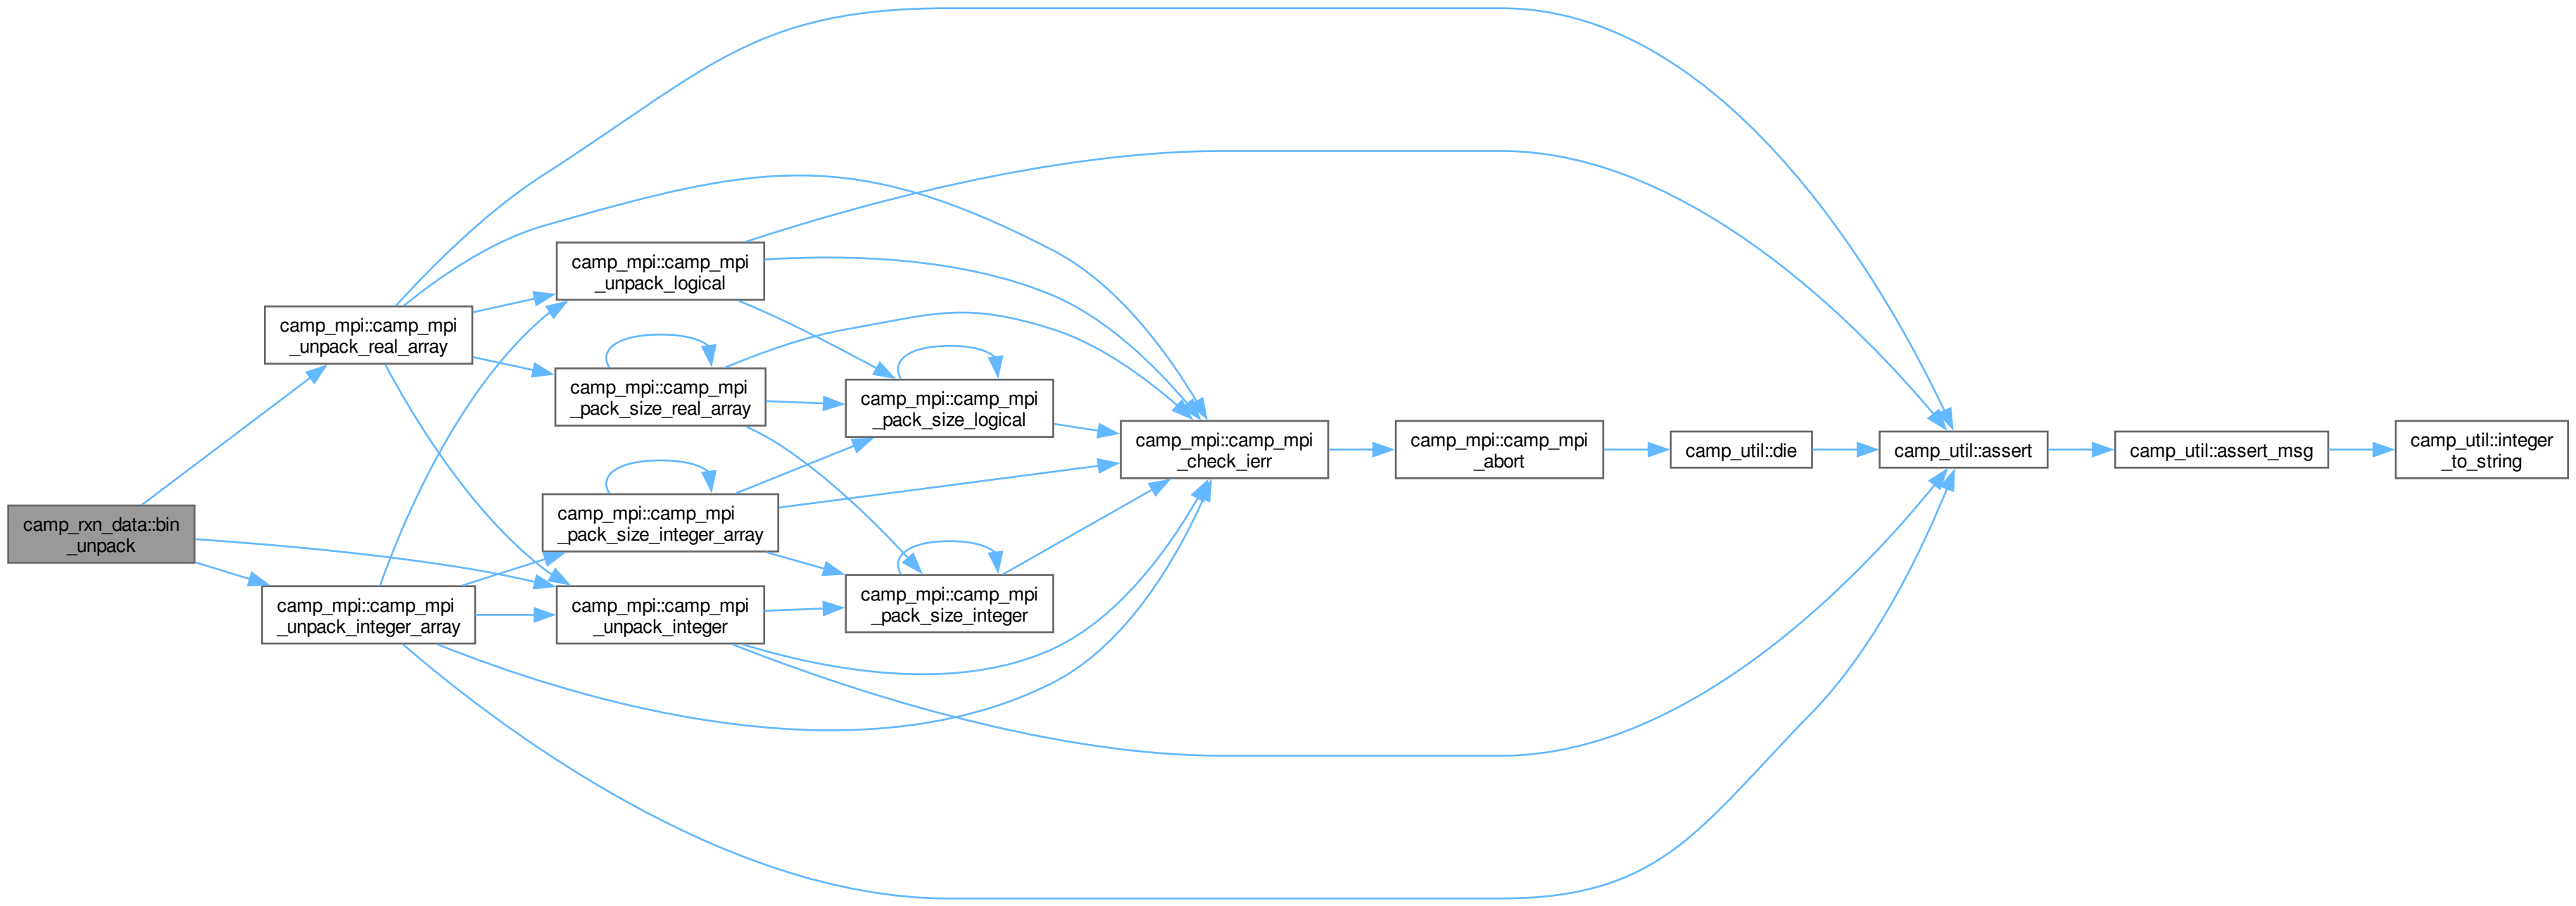 camp_rxn_data::bin
_unpack
camp_mpi::camp_mpi
_unpack_real_array
camp_mpi::camp_mpi
_unpack_integer_array
camp_mpi::camp_mpi
_unpack_logical
camp_mpi::camp_mpi
_pack_size_real_array
camp_mpi::camp_mpi
_pack_size_integer_array
camp_mpi::camp_mpi
_unpack_integer
camp_mpi::camp_mpi
_pack_size_logical
camp_mpi::camp_mpi
_pack_size_integer
camp_mpi::camp_mpi
_check_ierr
camp_mpi::camp_mpi
_abort
camp_util::die
camp_util::assert
camp_util::assert_msg
camp_util::integer
_to_string